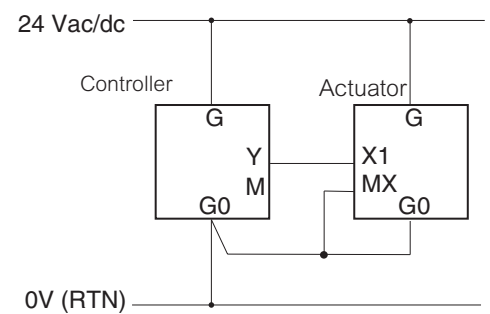 24 Vac/dc
Controller
Actuator
G
G
Y
X1
M
MX
G0
G0
0V (RTN)